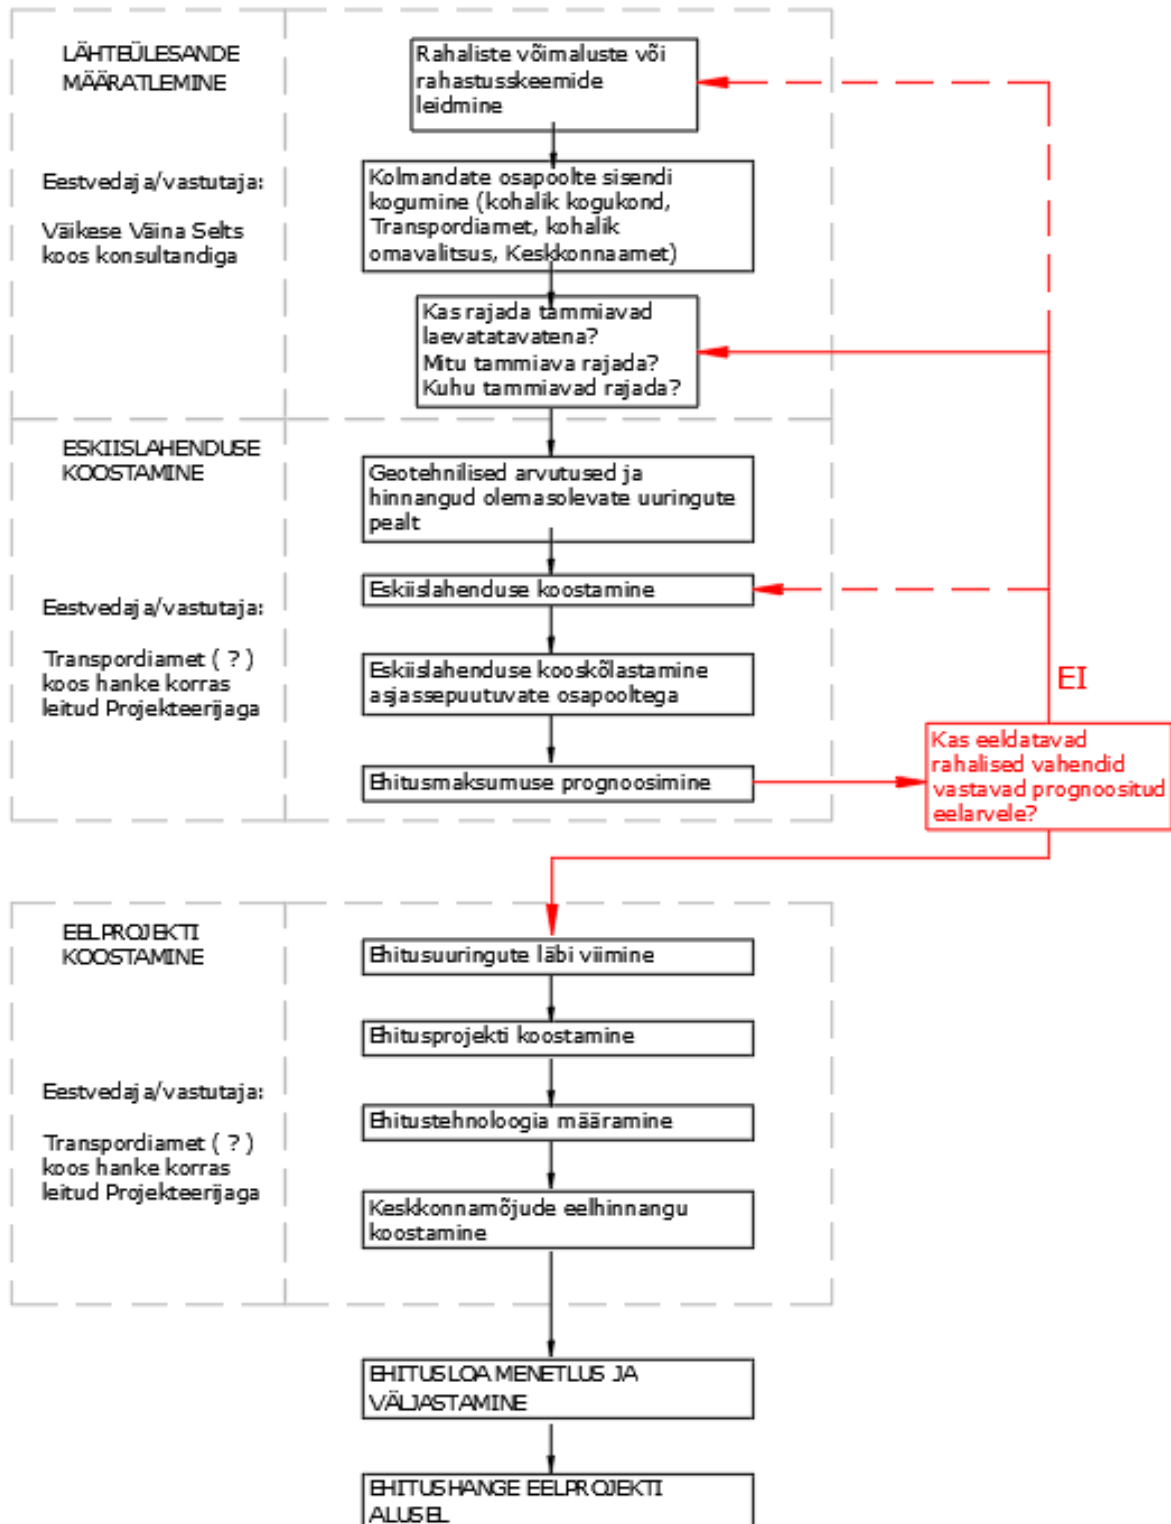 LÄHTEÜLESANDE
MÄÄRATLEMINE
Eestvedaja/vastutaja:
Väikese Väina Selts
koos konsultandiga
Rahaliste võimaluste või
rahastusskeemide
leidmine
Kolmandate osapoolte sisendi
kogumine (kohalik kogukond,
Transpordiamet, kohalik
omavalitsus, Keskkonnaamet)
Kas rajada tammiavad
laevatatavatena?
Mitu tammiava rajada?
Kuhu tammiavad rajada?
ESKIISLAHENDUSE
KOOSTAMINE
Eestvedaja/vastutaja:
Transpordiamet ( ? )
koos hanke korras
leitud Projekteerijaga
Geotehnilised arvutused ja
hinnangud olemasolevate uuringute
pealt
Eskiislahenduse koostamine
Eskiislahenduse kooskõlastamine
asjassepuutuvate osapooltega
Ehitusmaksumuse prognoosimine
EI
Kas eeldatavad
rahalised vahendid
vastavad prognoositud
eelarvele?
EELPROJEKTI
KOOSTAMINE
Eestvedaja/vastutaja:
Transpordiamet ( ? )
koos hanke korras
leitud Projekteerijaga
Ehitusuuringute läbi viimine
Ehitusprojekti koostamine
Ehitustehnoloogia määramine
Keskkonnamõjude eelhinnangu
koostamine
EHITUSLOA MENETLUS JA
VÄLJASTAMINE
EHITUSHANGE EELPROJEKTI
ALUSEL